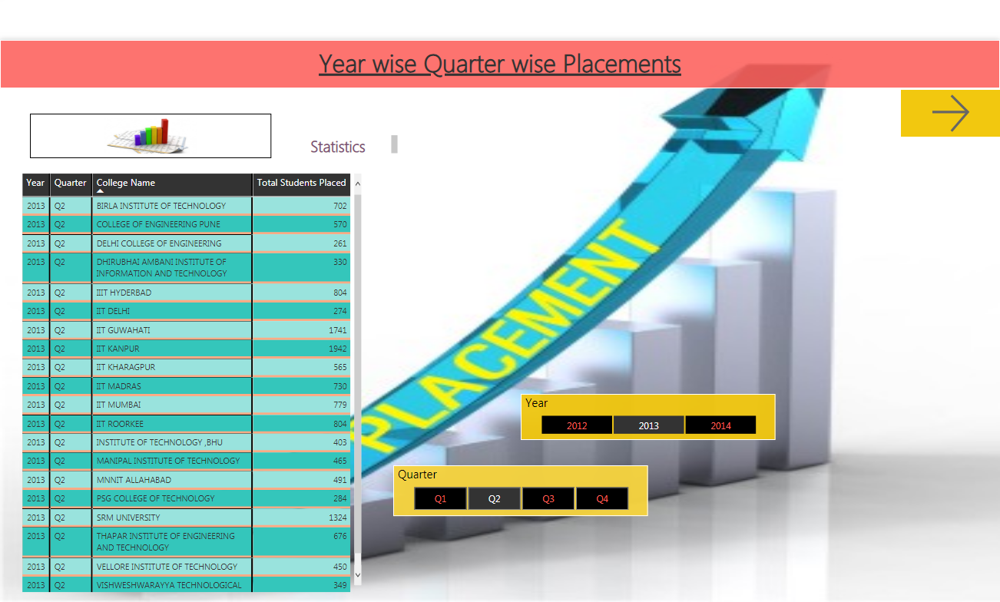 Year wise Quarter wise Placements
Statistics
Year Quarter College Name Total Students Placed
2013 Q2 BIRLA INSTITUTE OF TECHNOLOGY 702
2013 Q2 COLLEGE OF ENGINEERING PUNE 570
2013 Q2 DELHI COLLEGE OF ENGINEERING 261
2013 Q2 DHIRUBHAI AMBANI INSTITUTE OF 330
INFORMATION AND TECHNOLOGY
2013 Q2 IIIT HYDERBAD 804
2013 Q2 IIT DELHI 274
2013 Q2 IIT GUWAHATI 1741
2013 Q2 IIT KANPUR 1942
2013 Q2 IIT KHARAGPUR 565
2013 Q2 IIT MADRAS 730
2013 Q2 IIT MUMBAI 779
2013 Q2 IIT ROORKEE 804
2013 Q2 INSTITUTE OF TECHNOLOGY ,BHU 403
2013 Q2 MANIPAL INSTITUTE OF TECHNOLOGY 465
2013 Q2 MNNIT ALLAHABAD 491
2013 Q2 PSG COLLEGE OF TECHNOLOGY 284
2013 Q2 SRM UNIVERSITY 1324
2013 Q2 THAPAR INSTITUTE OF ENGINEERING 676
AND TECHNOLOGY
2013 Q2 VELLORE INSTITUTE OF TECHNOLOGY 450
2013 Q2 VISHWESHWARAYYA TECHNOLOGICAL 349
PLACEMENT
Year
2012 2013 2014
Quarter
Q1 Q2 Q3 Q4